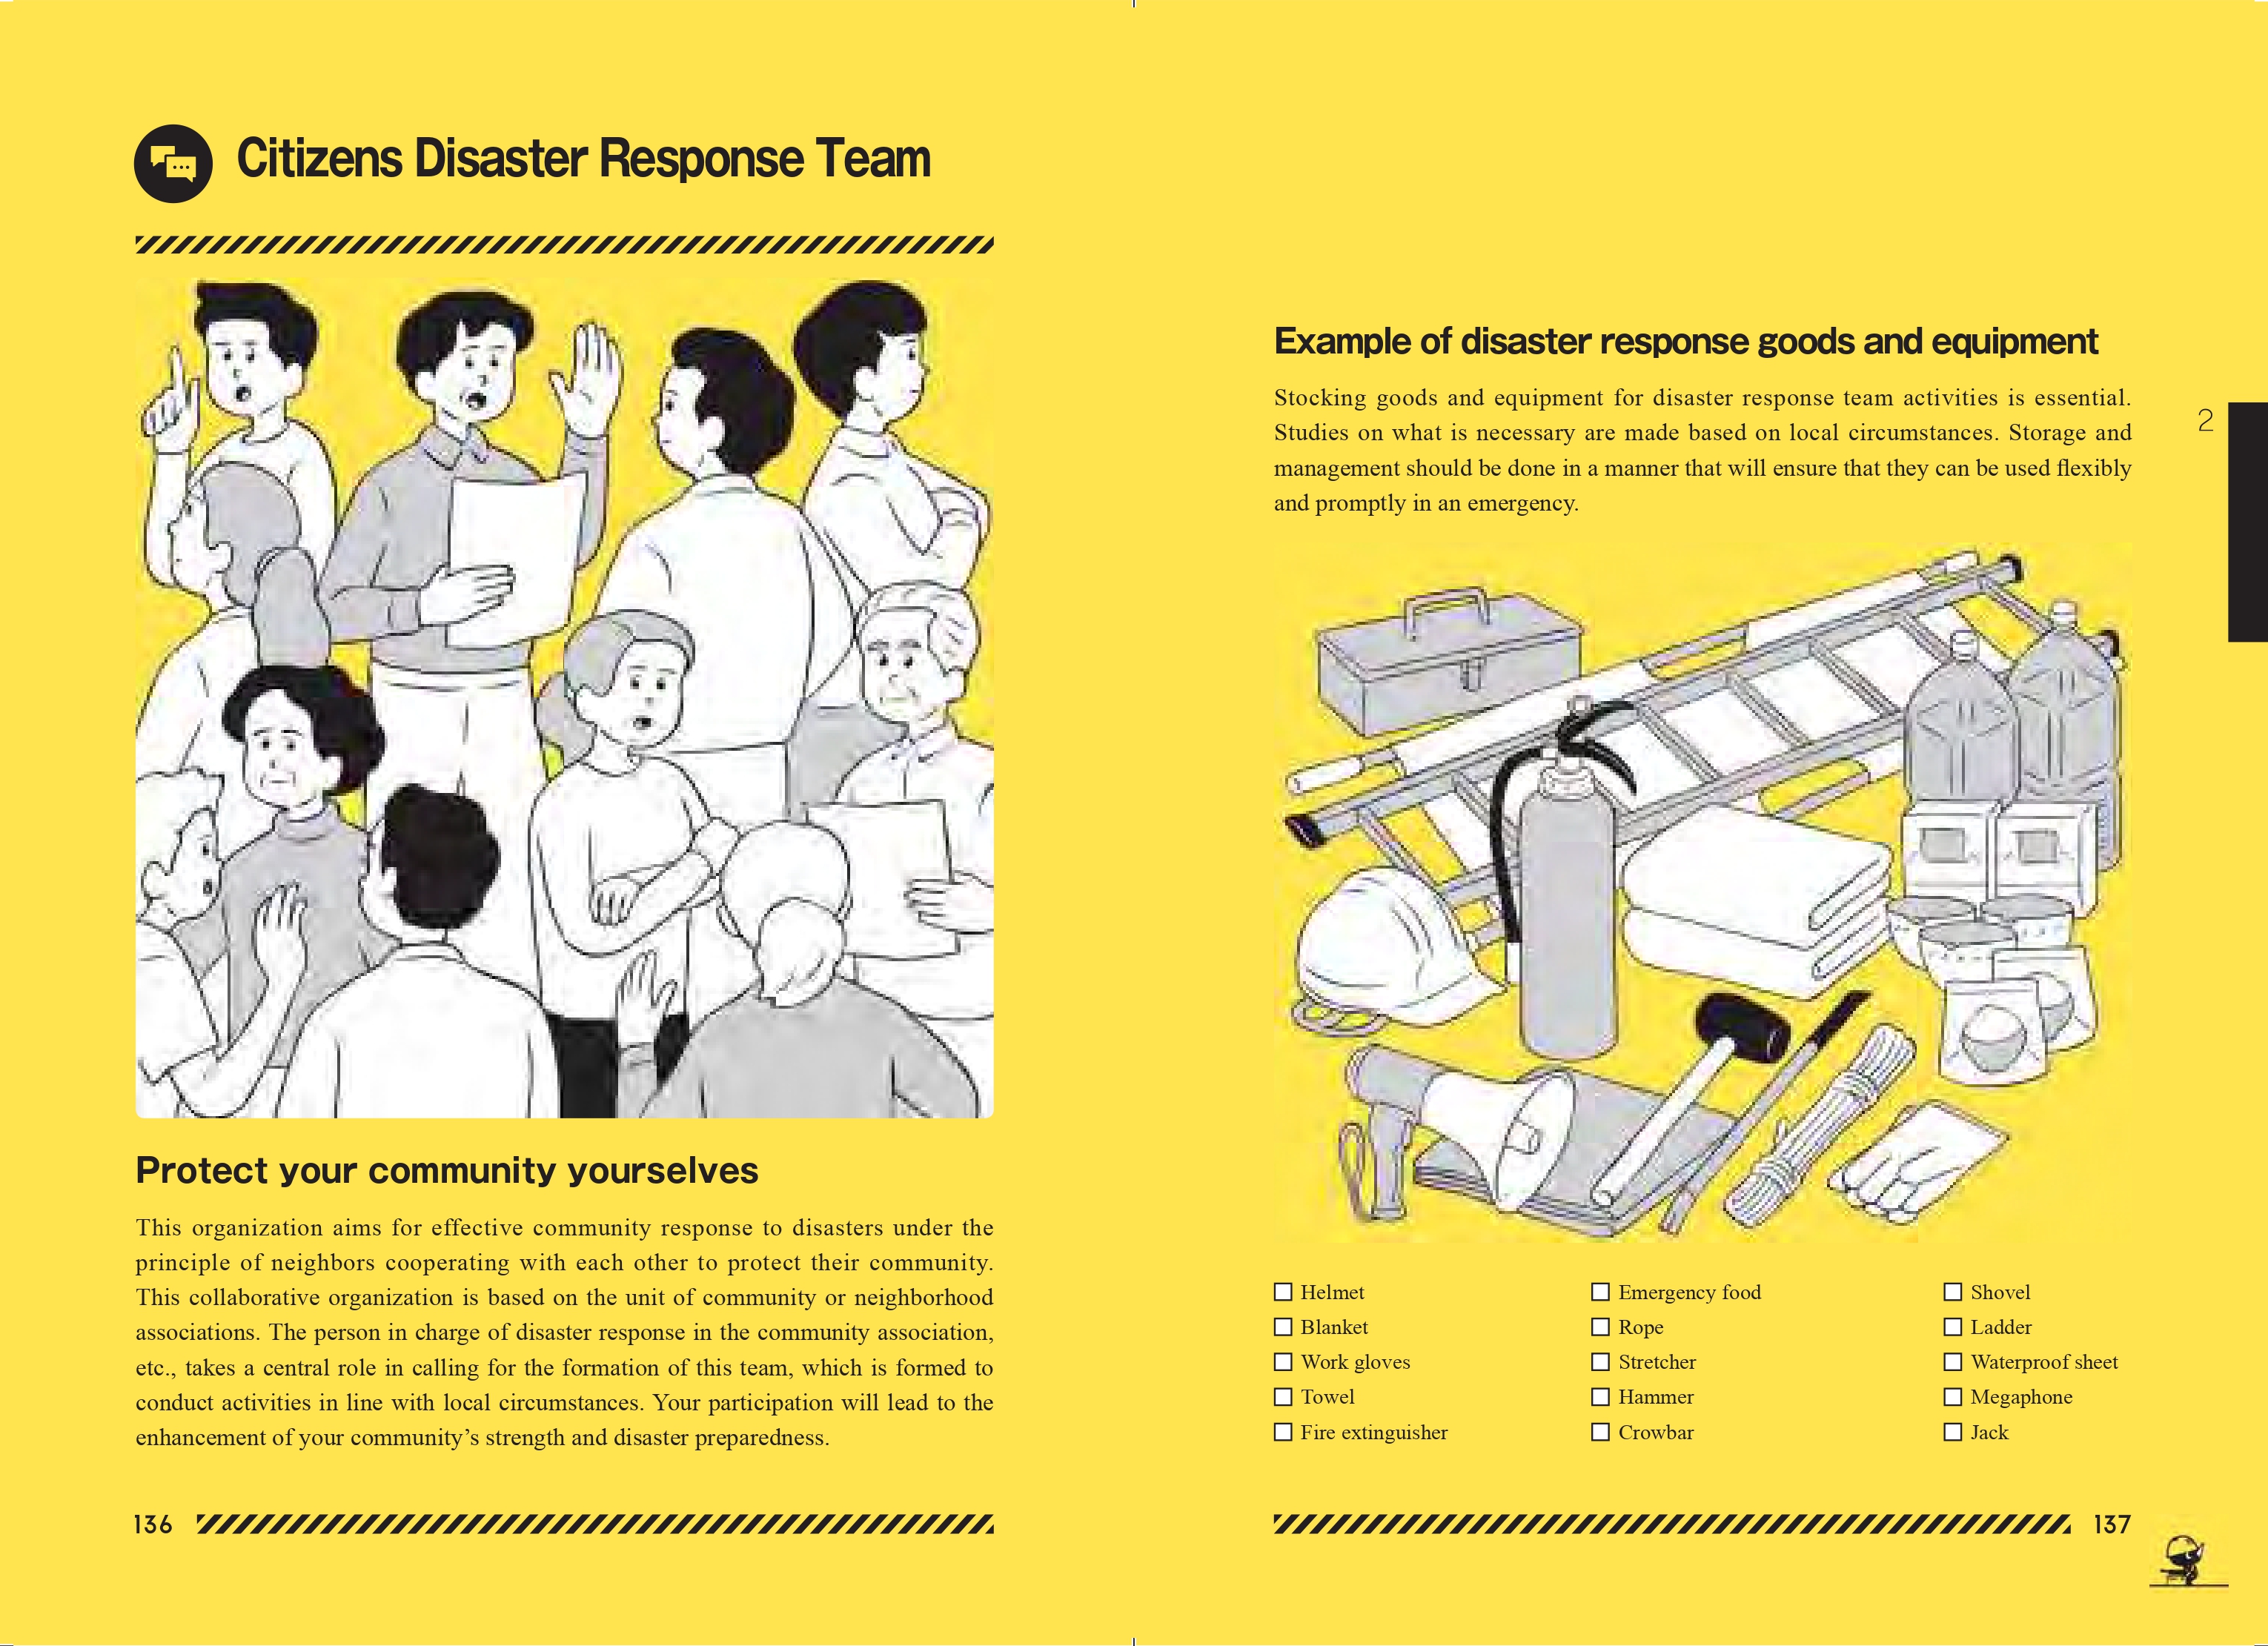 Citizens Disaster Response Team
Protect your community yourselves
This organization aims for effective community response to disasters under the
principle of neighbors cooperating with each other to protect their community.
This collaborative organization is based on the unit of community or neighborhood
associations. The person in charge of disaster response in the community association,
etc., takes a central role in calling for the formation of this team, which is formed to
conduct activities in line with local circumstances. Your participation will lead to the
enhancement of your community’s strength and disaster preparedness.
136
Example of disaster response goods and equipment
Stocking goods and equipment for disaster response team activities is essential.
Studies on what is necessary are made based on local circumstances. Storage and
management should be done in a manner that will ensure that they can be used flexibly
and promptly in an emergency.
2
Helmet
Blanket
Work gloves
Towel
Fire extinguisher
Emergency food
Rope
Stretcher
Hammer
Crowbar
Shovel
Ladder
Waterproof sheet
Megaphone
Jack
137